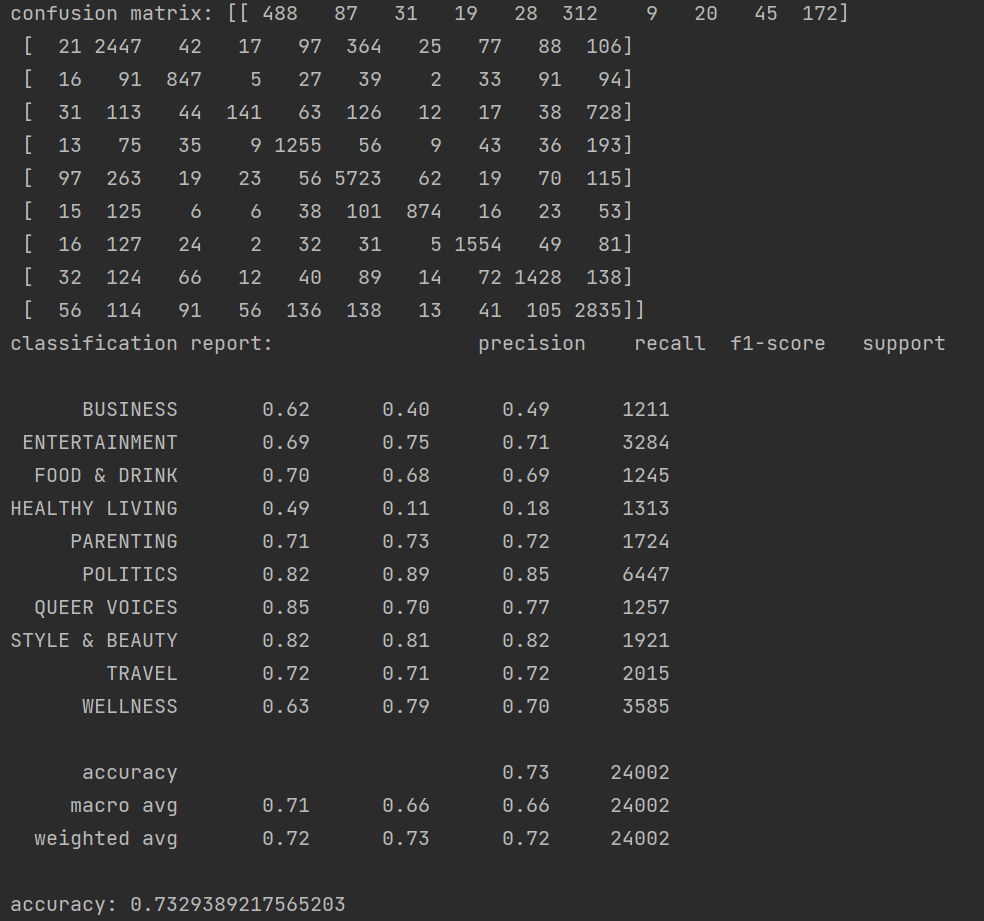 confusion matrix: [[ 488   87   31   19   28  312    9   20   45  172]
 [  21 2447   42   17   97  364   25   77   88  106]
 [  16   91  847    5   27   39    2   33   91   94]
 [  31  113   44  141   63  126   12   17   38  728]
 [  13   75   35    9 1255   56    9   43   36  193]
 [  97  263   19   23   56 5723   62   19   70  115]
 [  15  125    6    6   38  101  874   16   23   53]
 [  16  127   24    2   32   31    5 1554   49   81]
 [  32  124   66   12   40   89   14   72 1428  138]
 [  56  114   91   56  136  138   13   41  105 2835]]
classification report:                 precision    recall  f1-score   support
      BUSINESS       0.62      0.40      0.49      1211
 ENTERTAINMENT       0.69      0.75      0.71      3284
  FOOD & DRINK       0.70      0.68      0.69      1245
HEALTHY LIVING       0.49      0.11      0.18      1313
     PARENTING       0.71      0.73      0.72      1724
      POLITICS       0.82      0.89      0.85      6447
  QUEER VOICES       0.85      0.70      0.77      1257
STYLE & BEAUTY       0.82      0.81      0.82      1921
        TRAVEL       0.72      0.71      0.72      2015
      WELLNESS       0.63      0.79      0.70      3585
      accuracy                           0.73     24002
     macro avg       0.71      0.66      0.66     24002
  weighted avg       0.72      0.73      0.72     24002
accuracy: 0.7329389217565203